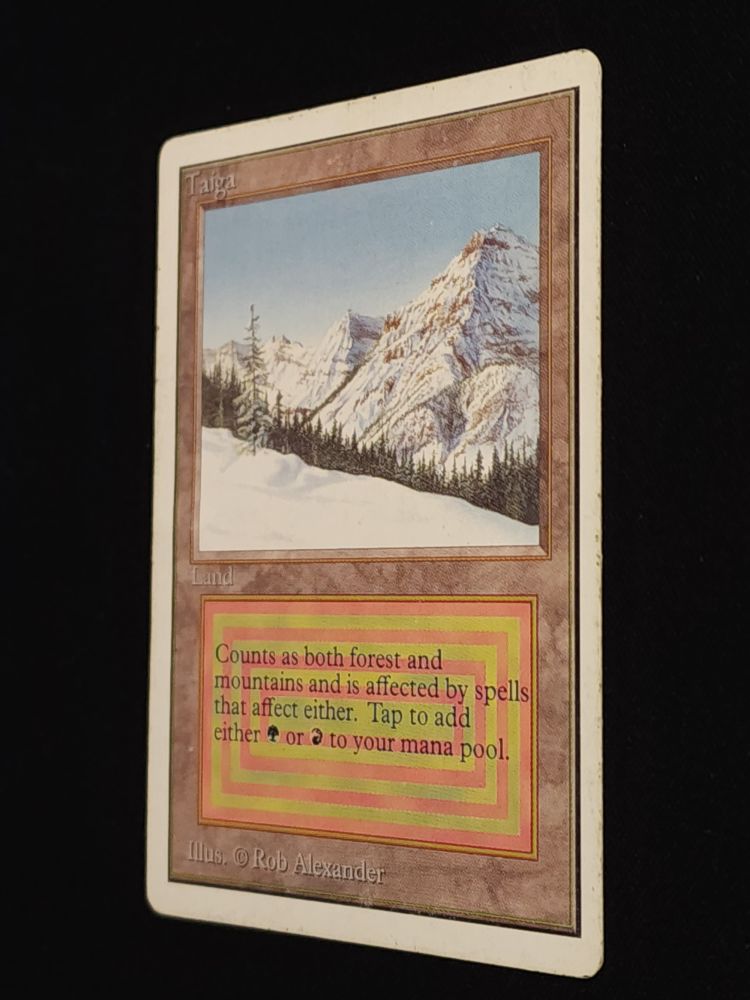 Taiga
Land
Counts as both forest and
mountains and is affected by spells
that affect either. Tap to add
either or to your mana pool.
Illus. © Rob Alexander